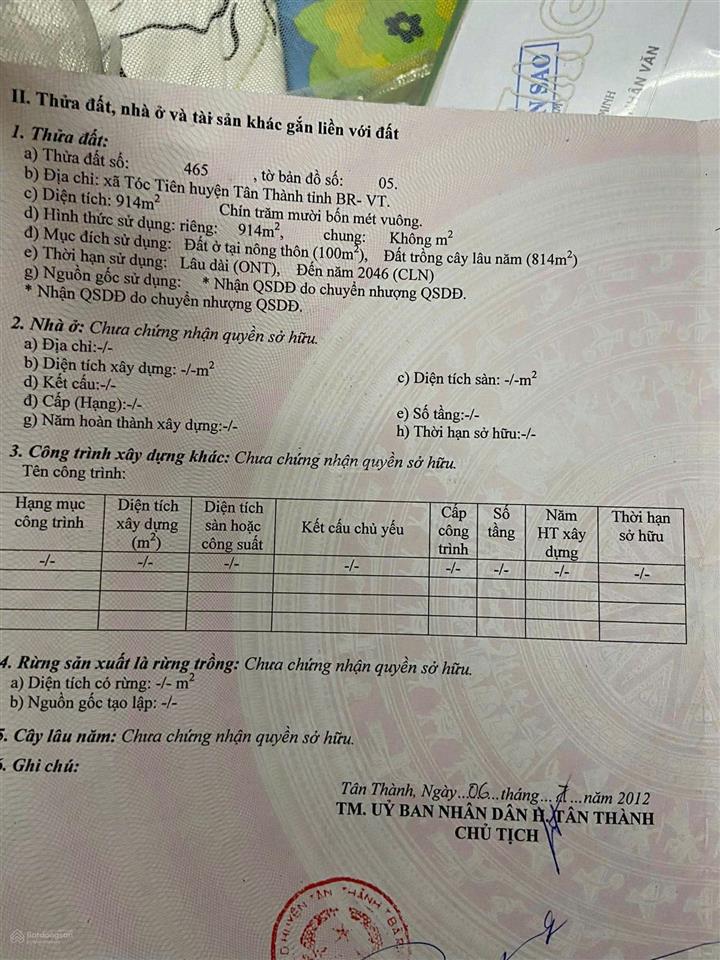 N SAO
MINH
HÂN VĂN
II. Thửa đất, nhà ở và tài sản khác gắn liền với đất
1. Thửa đất:
a) Thửa đất số: 465 , tờ bản đồ số: 05.
b) Địa chỉ: xã Tóc Tiên huyện Tân Thành tỉnh BR- VT.
c) Diện tích: 914m² Chín trăm mười bốn mét vuông.
d) Hình thức sử dụng: riêng: 914m², chung: Không m²
đ) Mục đích sử dụng: Đất ở tại nông thôn (100m²), Đất trồng cây lâu năm (814m²)
e) Thời hạn sử dụng: Lâu dài (ONT), Đến năm 2046 (CLN)
g) Nguồn gốc sử dụng: * Nhận QSDĐ do chuyển nhượng QSDĐ.
* Nhận QSDĐ do chuyển nhượng QSDĐ.
2. Nhà ở: Chưa chứng nhận quyền sở hữu.
a) Địa chỉ:-/-
b) Diện tích xây dựng: -/-m² c) Diện tích sàn: -/-m²
d) Kết cấu:-/-
đ) Cấp (Hạng):-/- e) Số tầng:-/-
g) Năm hoàn thành xây dựng:-/- h) Thời hạn sở hữu:-/-
3. Công trình xây dựng khác: Chưa chứng nhận quyền sở hữu.
Tên công trình:
Hạng mục công trình Diện tích xây dựng (m²) Diện tích sàn hoặc công suất Kết cấu chủ yếu Cấp công trình Số tầng Năm HT xây dựng Thời hạn sở hữu
-/- -/- -/- -/- -/- -/- -/- -/-
4. Rừng sản xuất là rừng trồng: Chưa chứng nhận quyền sở hữu.
a) Diện tích có rừng: -/- m²
b) Nguồn gốc tạo lập: -/-
5. Cây lâu năm: Chưa chứng nhận quyền sở hữu.
6. Ghi chú:
Tân Thành, Ngày...06...tháng...7...năm 2012
TM. UỶ BAN NHÂN DÂN H. TÂN THÀNH
CHỦ TỊCH
D.HUYỆN TÂN THÀNH T.BÀ R
Batdongsan